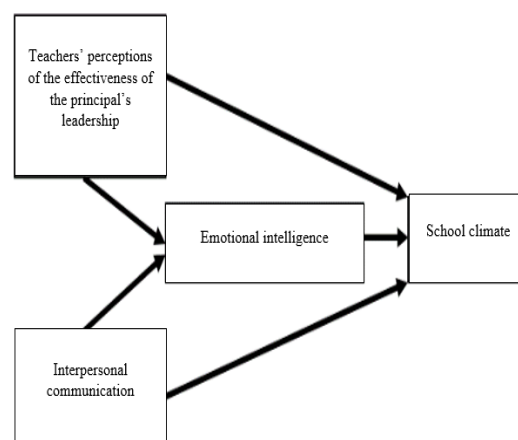 Teachers’ perceptions
of the effectiveness of
the principal’s
leadership
Emotional intelligence
School climate
Interpersonal
communication